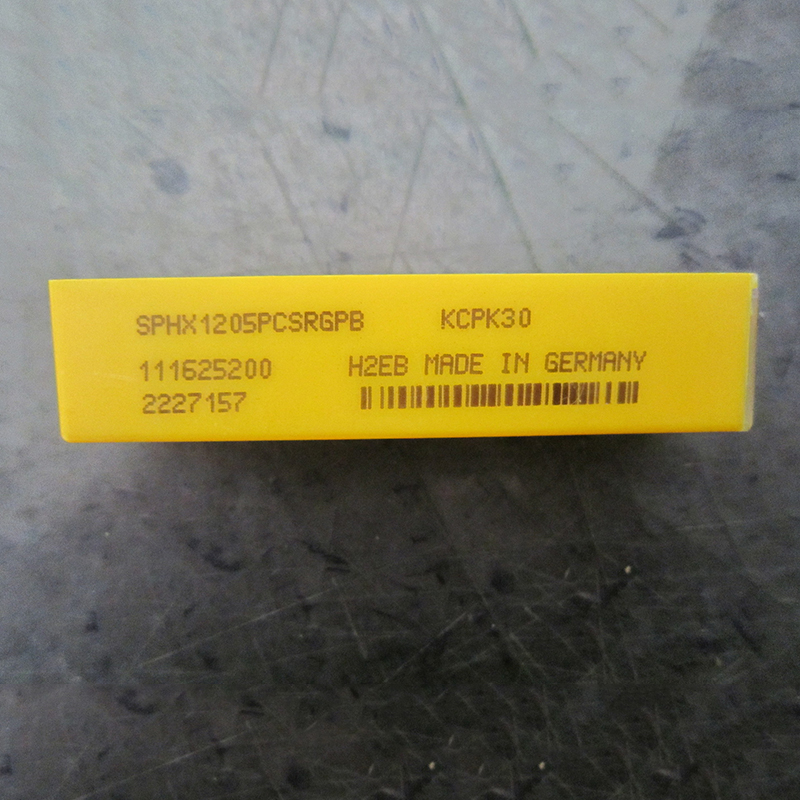 SPHX1205PCSRGPB KCPK30
111625200 H2EB MADE IN GERMANY
2227157